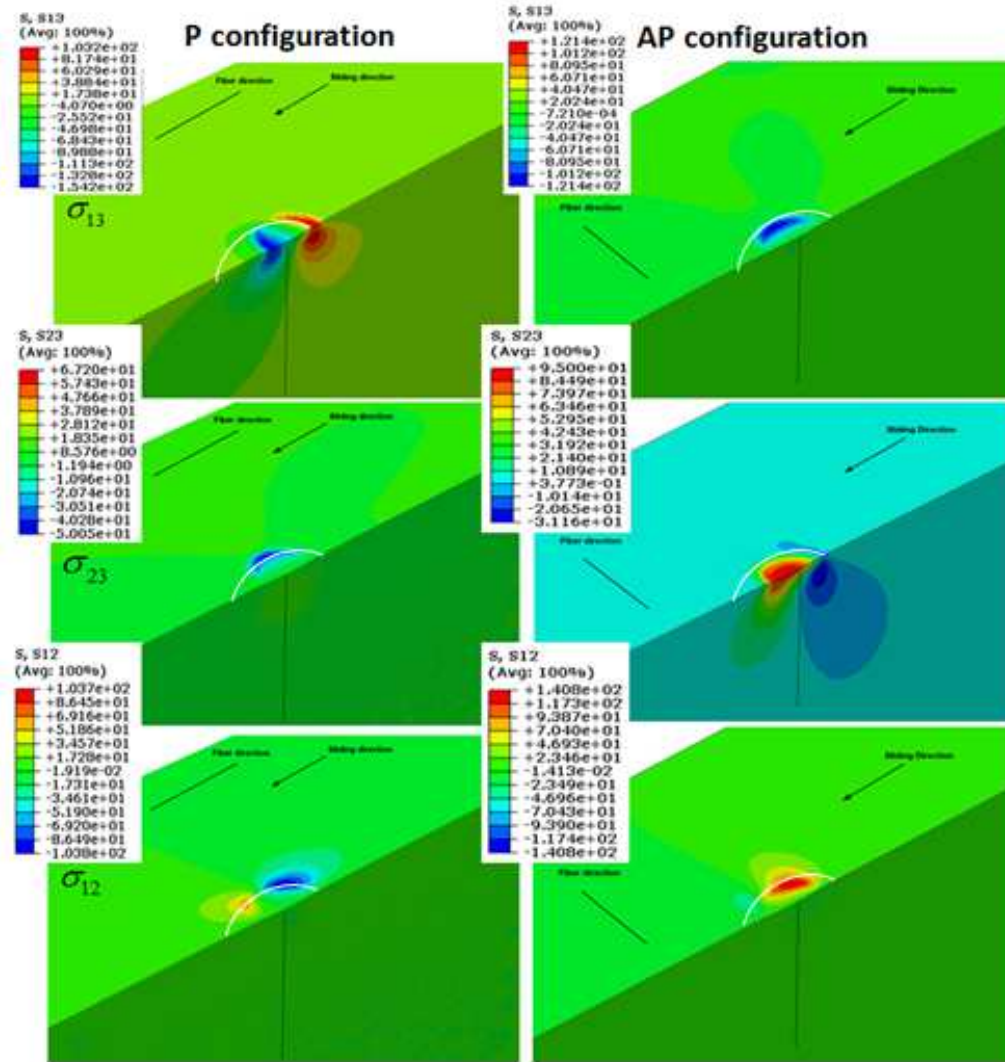 P configuration
AP configuration
S, S13
(Avg: 100%)
+1.032e+02
+8.174e+01
+6.029e+01
+3.884e+01
+1.738e+01
-4.070e+00
-2.552e+01
-4.698e+01
-6.843e+01
-8.988e+01
-1.113e+02
-1.328e+02
-1.542e+02
Fiber direction
Sliding direction
σ13
S, S13
(Avg: 100%)
+1.214e+02
+1.012e+02
+8.095e+01
+6.071e+01
+4.047e+01
+2.024e+01
-7.210e-04
-2.024e+01
-4.047e+01
-6.071e+01
-8.095e+01
-1.012e+02
-1.214e+02
Sliding Direction
Fiber direction
S, S23
(Avg: 100%)
+6.720e+01
+5.743e+01
+4.766e+01
+3.789e+01
+2.812e+01
+1.835e+01
+8.576e+00
-1.194e+00
-1.096e+01
-2.074e+01
-3.051e+01
-4.028e+01
-5.005e+01
Fiber direction
Sliding direction
σ23
S, S23
(Avg: 100%)
+9.500e+01
+8.449e+01
+7.397e+01
+6.346e+01
+5.295e+01
+4.243e+01
+3.192e+01
+2.140e+01
+1.089e+01
+3.773e-01
-1.014e+01
-2.065e+01
-3.116e+01
Sliding Direction
Fiber direction
S, S12
(Avg: 100%)
+1.037e+02
+8.645e+01
+6.916e+01
+5.186e+01
+3.457e+01
+1.728e+01
-1.919e-02
-1.731e+01
-3.461e+01
-5.190e+01
-6.920e+01
-8.649e+01
-1.038e+02
Fiber direction
Sliding direction
σ12
S, S12
(Avg: 100%)
+1.408e+02
+1.173e+02
+9.387e+01
+7.040e+01
+4.693e+01
+2.346e+01
-1.413e-02
-2.349e+01
-4.696e+01
-7.043e+01
-9.390e+01
-1.174e+02
-1.408e+02
Sliding Direction
Fiber direction